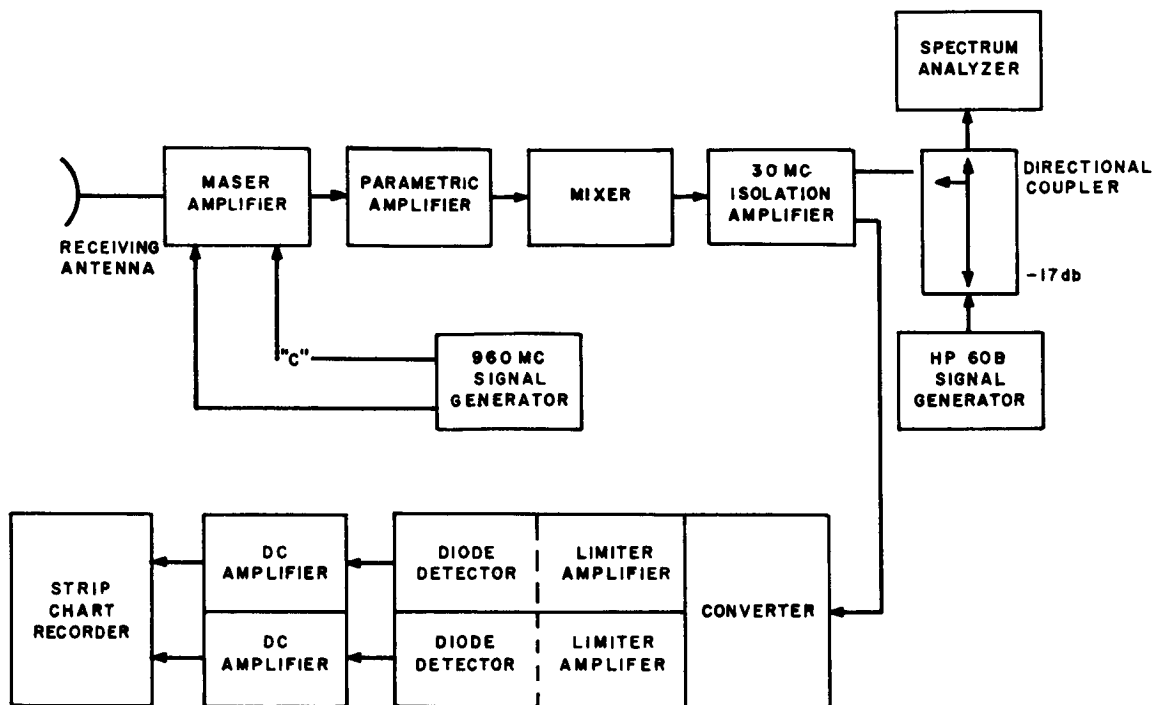 SPECTRUM
ANALYZER
MASER
AMPLIFIER
PARAMETRIC
AMPLIFIER
MIXER
30 MC
ISOLATION
AMPLIFIER
DIRECTIONAL
COUPLER
RECEIVING
ANTENNA
-17db
"C"
960 MC
SIGNAL
GENERATOR
HP 60B
SIGNAL
GENERATOR
STRIP
CHART
RECORDER
DC
AMPLIFIER
DIODE
DETECTOR
LIMITER
AMPLIFIER
CONVERTER
DC
AMPLIFIER
DIODE
DETECTOR
LIMITER
AMPLIFER